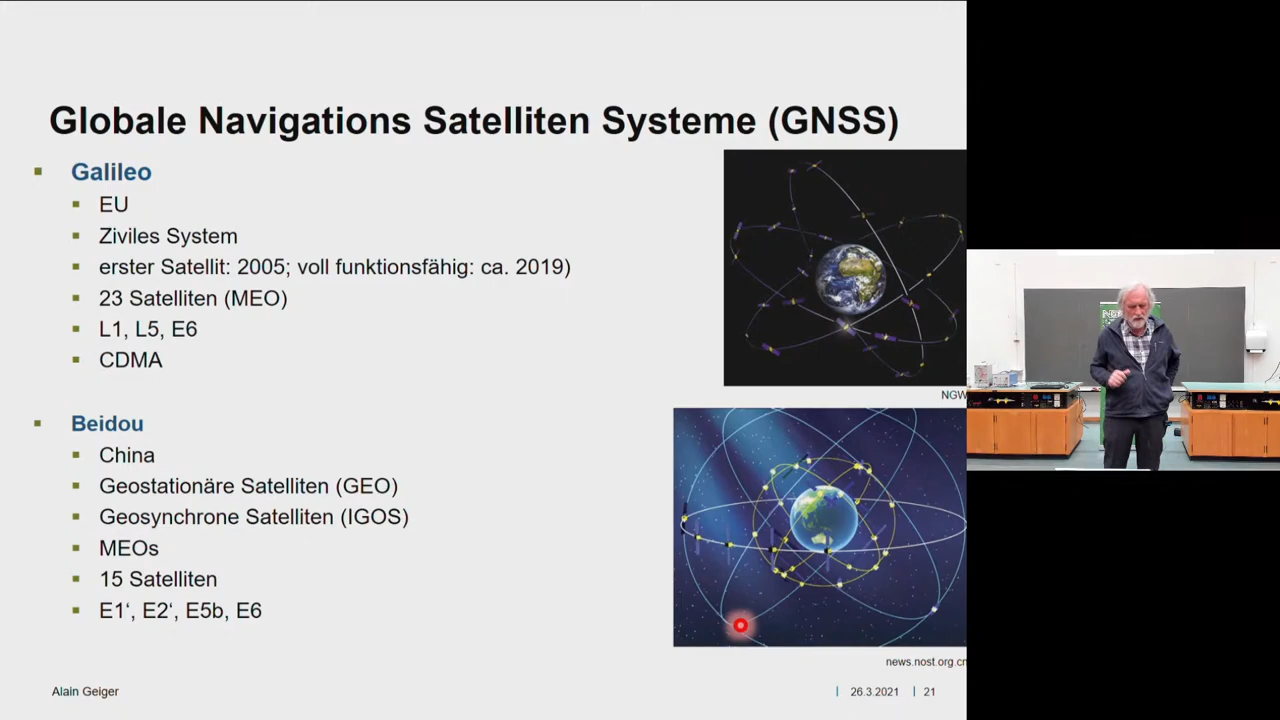 Globale Navigations Satelliten Systeme (GNSS)
Galileo
EU
Ziviles System
erster Satellit: 2005; voll funktionsfähig: ca. 2019)
23 Satelliten (MEO)
L1, L5, E6
CDMA
NGW
Beidou
China
Geostationäre Satelliten (GEO)
Geosynchrone Satelliten (IGOS)
MEOs
15 Satelliten
E1‘, E2‘, E5b, E6
news.nost.org.cn
Alain Geiger
26.3.2021
21